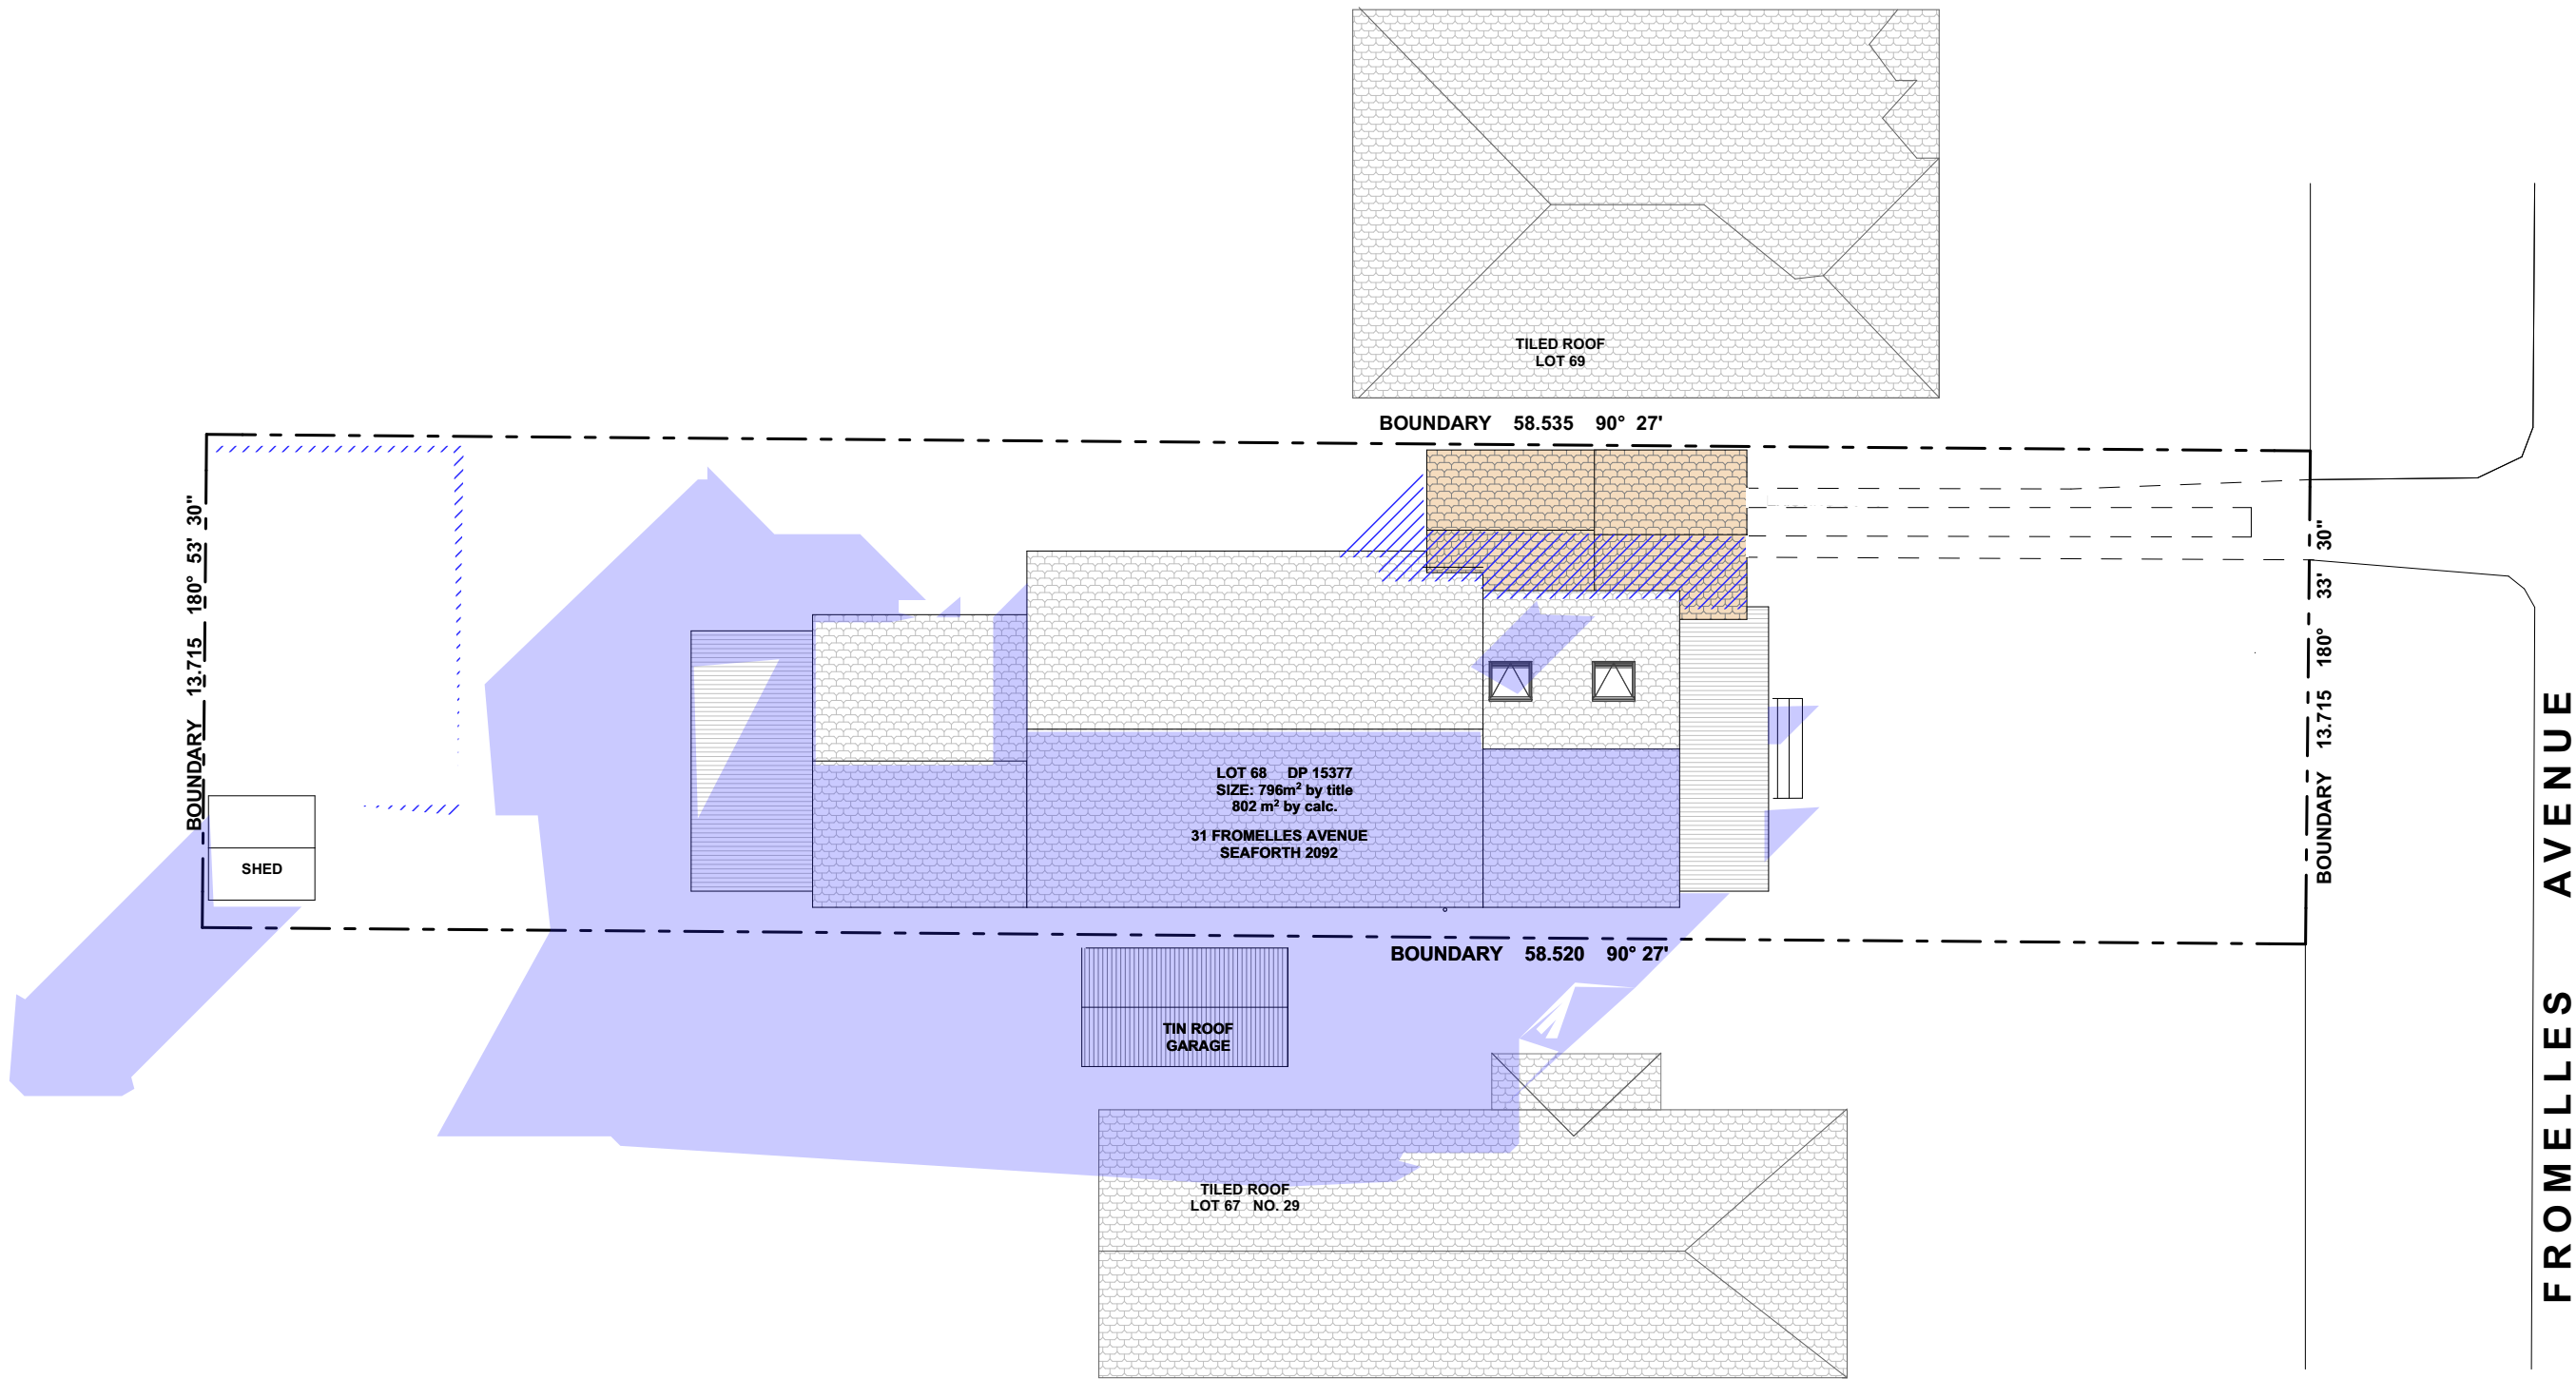 TILED ROOF
LOT 69
BOUNDARY 58.535 90° 27'
BOUNDARY 13.715 180° 53' 30"
BOUNDARY 13.715 180° 33' 30"
LOT 68 DP 15377
SIZE: 796m² by title
802 m² by calc.
31 FROMELLES AVENUE
SEAFORTH 2092
SHED
BOUNDARY 58.520 90° 27'
TIN ROOF
GARAGE
TILED ROOF
LOT 67 NO. 29
FROMELLES AVENUE